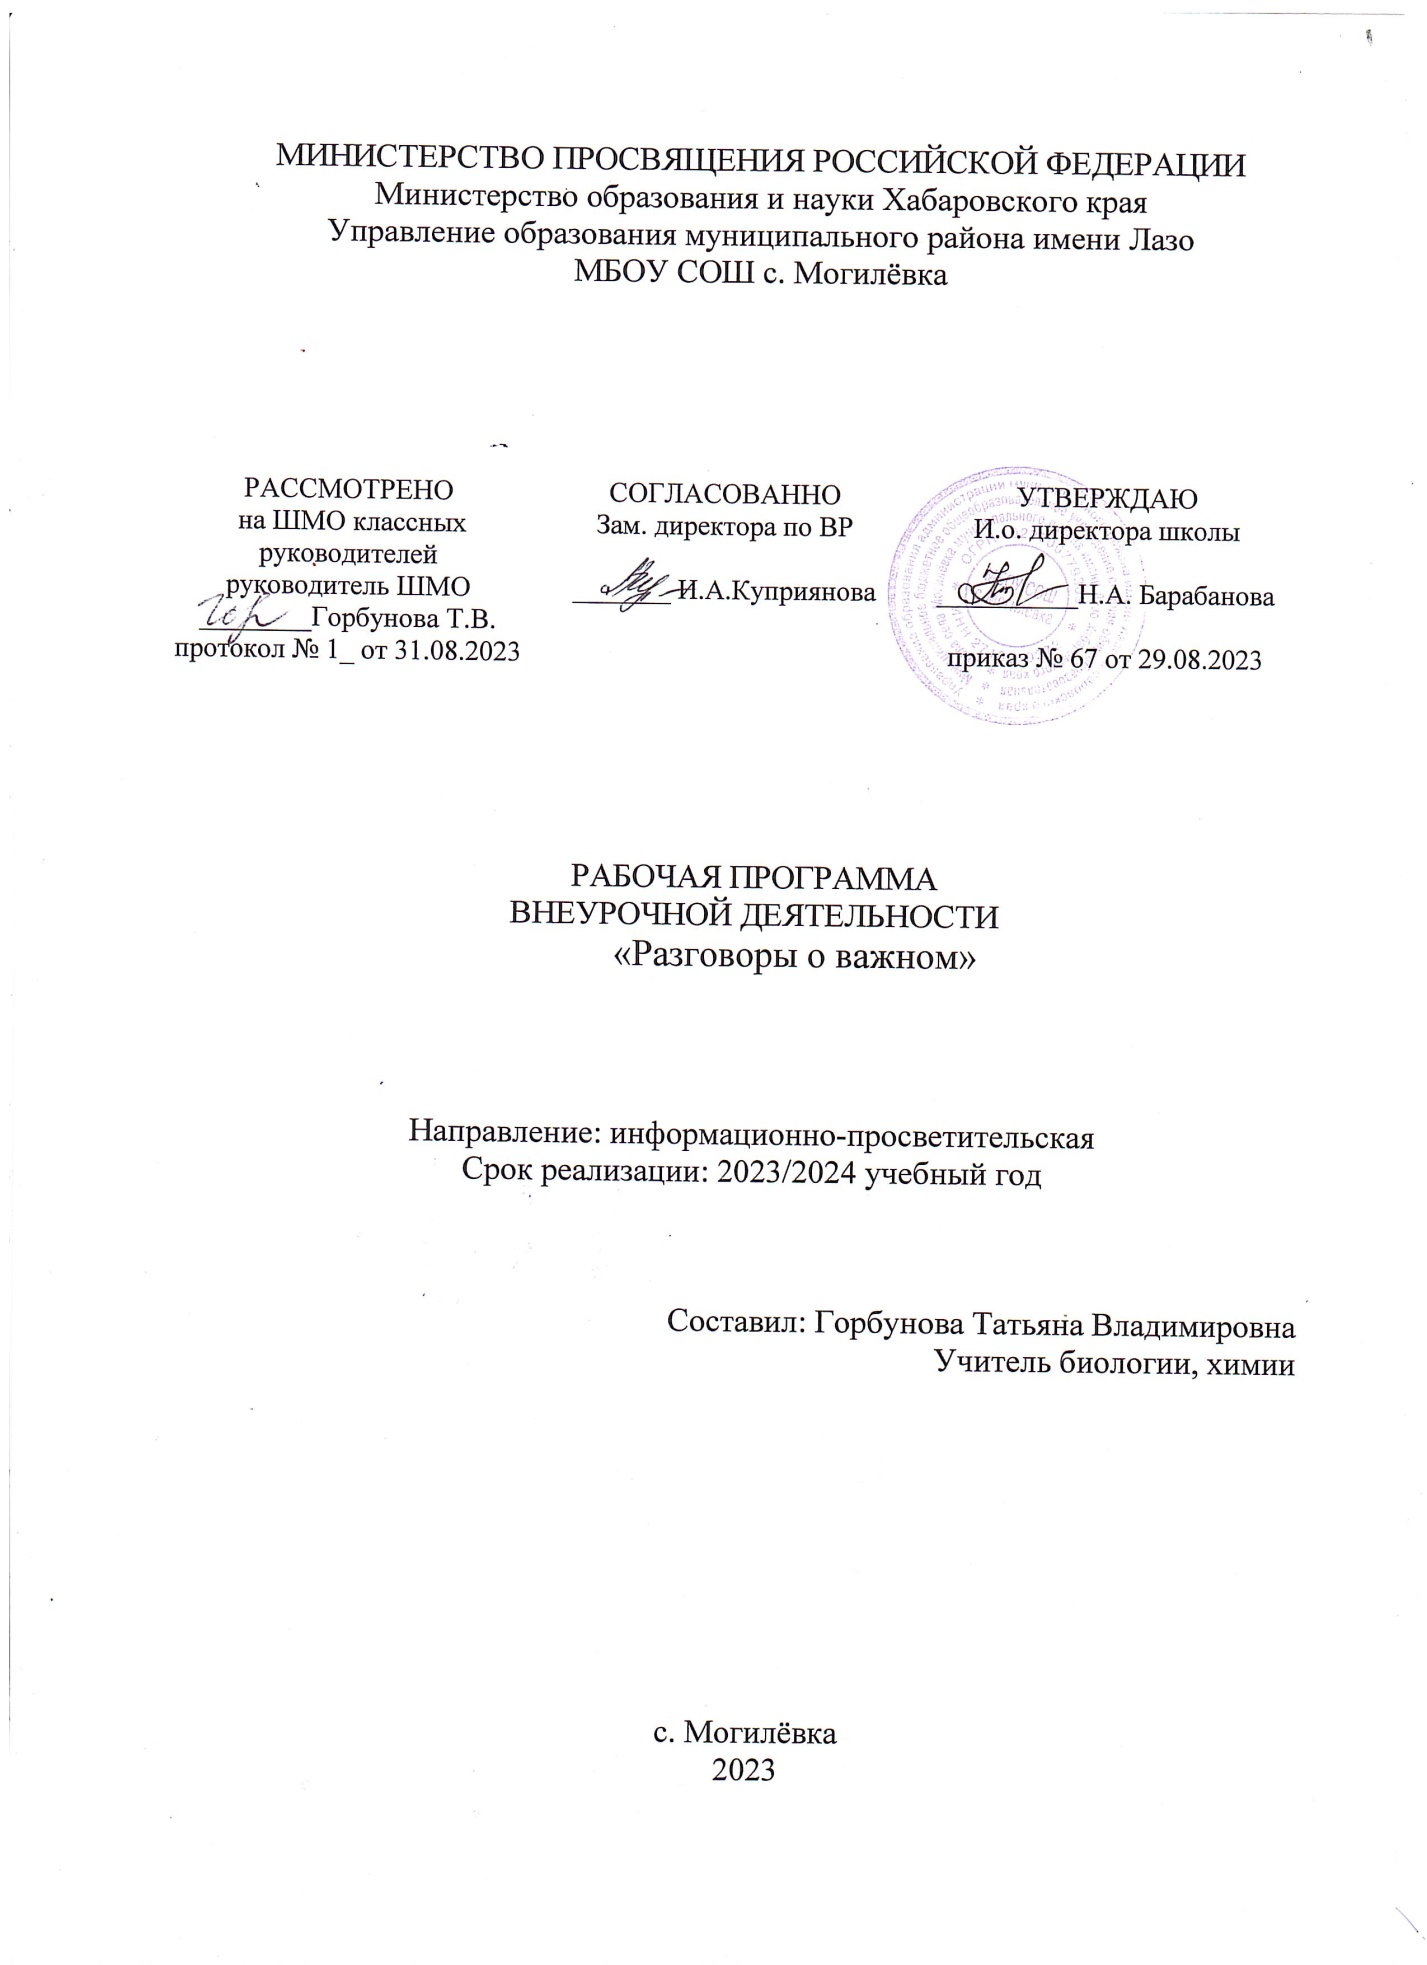 МИНИСТЕРСТВО ПРОСВЯЩЕНИЯ РОССИЙСКОЙ ФЕДЕРАЦИИ
Министерство образования и науки Хабаровского края
Управление образования муниципального района имени Лазо
МБОУ СОШ с. Могилёвка
РАССМОТРЕНО
на ШМО классных
руководителей
руководитель ШМО
Горбунова Т.В.
протокол № 1_ от 31.08.2023
СОГЛАСОВАННО
Зам. директора по ВР
И.А.Куприянова
УТВЕРЖДАЮ
И.о. директора школы
Н.А. Барабанова
приказ № 67 от 29.08.2023
РАБОЧАЯ ПРОГРАММА
ВНЕУРОЧНОЙ ДЕЯТЕЛЬНОСТИ
«Разговоры о важном»
Направление: информационно-просветительская
Срок реализации: 2023/2024 учебный год
Составил: Горбунова Татьяна Владимировна
Учитель биологии, химии
с. Могилёвка
2023